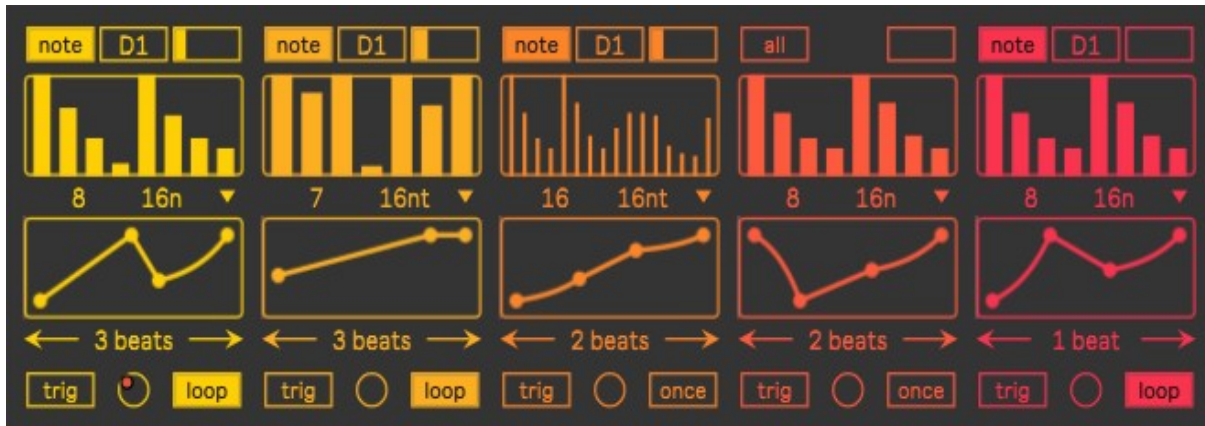 note D1 note D1 note D1 all note D1
8 16n 7 16nt 16 16nt 8 16n 8 16n
3 beats 3 beats 2 beats 2 beats 1 beat
trig loop trig loop trig once trig once trig loop